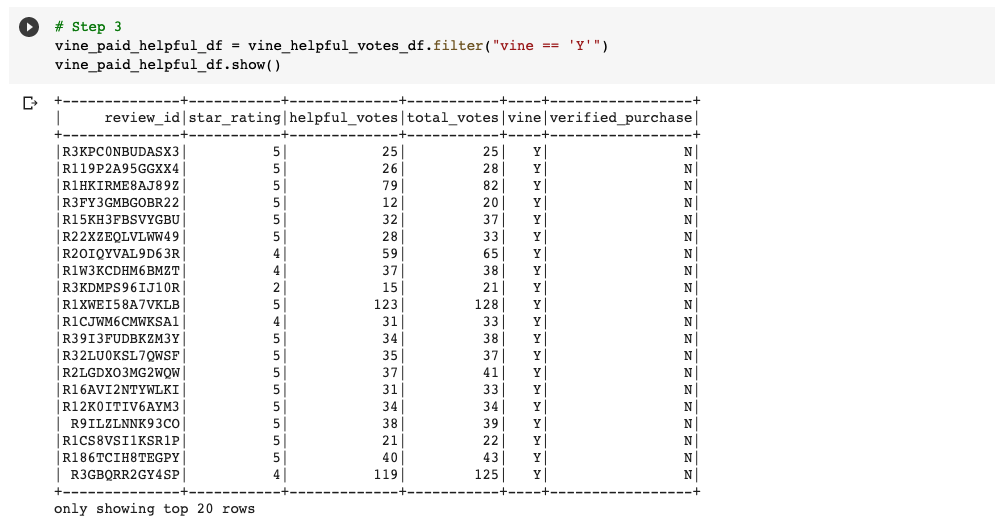 # Step 3
vine_paid_helpful_df = vine_helpful_votes_df.filter("vine == 'Y'")
vine_paid_helpful_df.show()
+--------------+-----------+-------------+-----------+----+-----------------+
|     review_id|star_rating|helpful_votes|total_votes|vine|verified_purchase|
+--------------+-----------+-------------+-----------+----+-----------------+
|R3KPC0NBUDASX3|          5|           25|         25|   Y|                N|
|R119P2A95GGXX4|          5|           26|         28|   Y|                N|
|R1HKIRME8AJ89Z|          5|           79|         82|   Y|                N|
|R3FY3GMBGOBR22|          5|           12|         20|   Y|                N|
|R15KH3FBSVYGBU|          5|           32|         37|   Y|                N|
|R22XZEQLVLWW49|          5|           28|         33|   Y|                N|
|R2OIQYVAL9D63R|          4|           59|         65|   Y|                N|
|R1W3KCDHM6BMZT|          4|           37|         38|   Y|                N|
|R3KDMPS96IJ10R|          2|           15|         21|   Y|                N|
|R1XWEI58A7VKLB|          5|          123|        128|   Y|                N|
|R1CJWM6CMWKSA1|          4|           31|         33|   Y|                N|
|R39I3FUDBKZM3Y|          5|           34|         38|   Y|                N|
|R32LU0KSL7QWSF|          5|           35|         37|   Y|                N|
|R2LGDXO3MG2WQW|          5|           37|         41|   Y|                N|
|R16AVI2NTYWLKI|          5|           31|         33|   Y|                N|
|R12K0ITIV6AYM3|          5|           34|         34|   Y|                N|
| R9ILZLNNK93CO|          5|           38|         39|   Y|                N|
|R1CS8VSI1KSR1P|          5|           21|         22|   Y|                N|
|R186TCIH8TEGPY|          5|           40|         43|   Y|                N|
| R3GBQRR2GY4SP|          4|          119|        125|   Y|                N|
+--------------+-----------+-------------+-----------+----+-----------------+
only showing top 20 rows